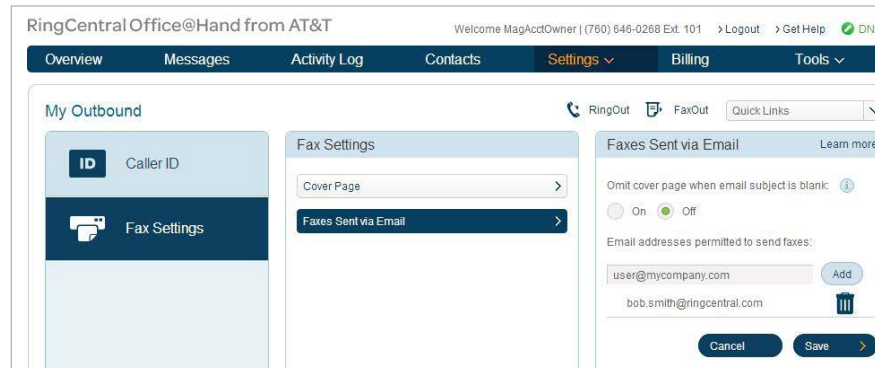 RingCentral Office@Hand from AT&T
Welcome MagAcctOwner | (760) 646-0268 Ext. 101 > Logout > Get Help DN
Overview Messages Activity Log Contacts Settings Billing Tools
My Outbound
RingOut FaxOut Quick Links
ID Caller ID
Fax Settings
Fax Settings
Cover Page
Faxes Sent via Email
Faxes Sent via Email Learn more
Omit cover page when email subject is blank: i
On Off
Email addresses permitted to send faxes:
user@mycompany.com Add
bob.smith@ringcentral.com
Cancel Save